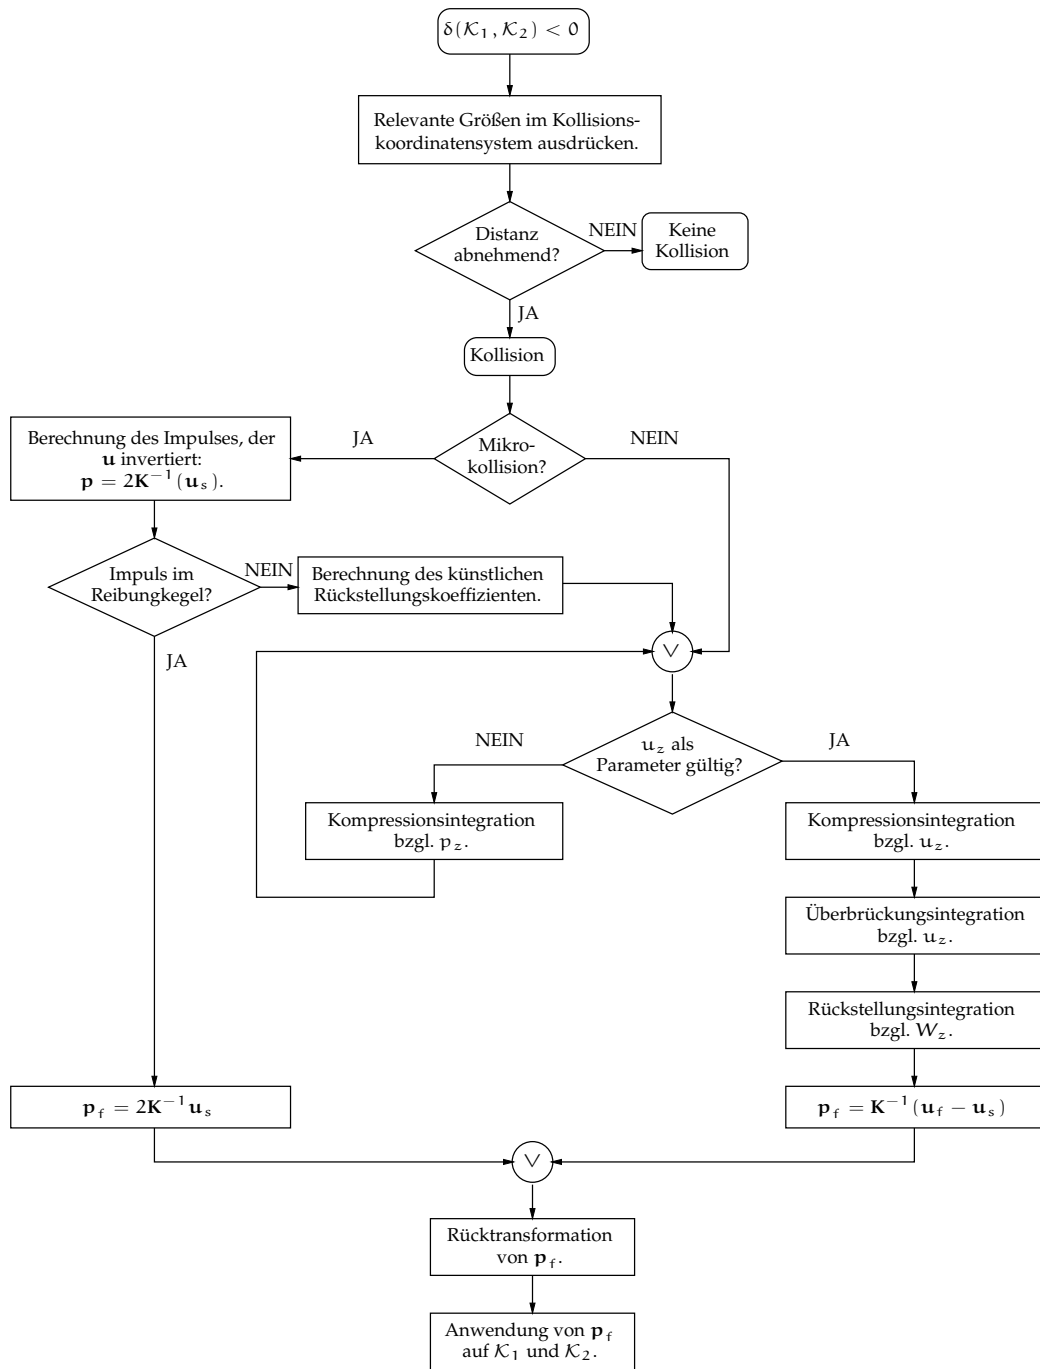 δ(𝒦₁, 𝒦₂) < 0
Relevante Größen im Kollisions-
koordinatensystem ausdrücken.
Distanz
abnehmend?
NEIN
Keine
Kollision
JA
Kollision
Mikro-
kollision?
JA
NEIN
Berechnung des Impulses, der
u invertiert:
p = 2K⁻¹(uₛ).
Impuls im
Reibungkegel?
NEIN
Berechnung des künstlichen
Rückstellungskoeffizienten.
JA
∨
u_z als
Parameter gültig?
NEIN
JA
Kompressionsintegration
bzgl. p_z.
Kompressionsintegration
bzgl. u_z.
Überbrückungsintegration
bzgl. u_z.
Rückstellungsintegration
bzgl. W_z.
p_f = 2K⁻¹uₛ
p_f = K⁻¹(u_f − uₛ)
∨
Rücktransformation
von p_f.
Anwendung von p_f
auf 𝒦₁ und 𝒦₂.